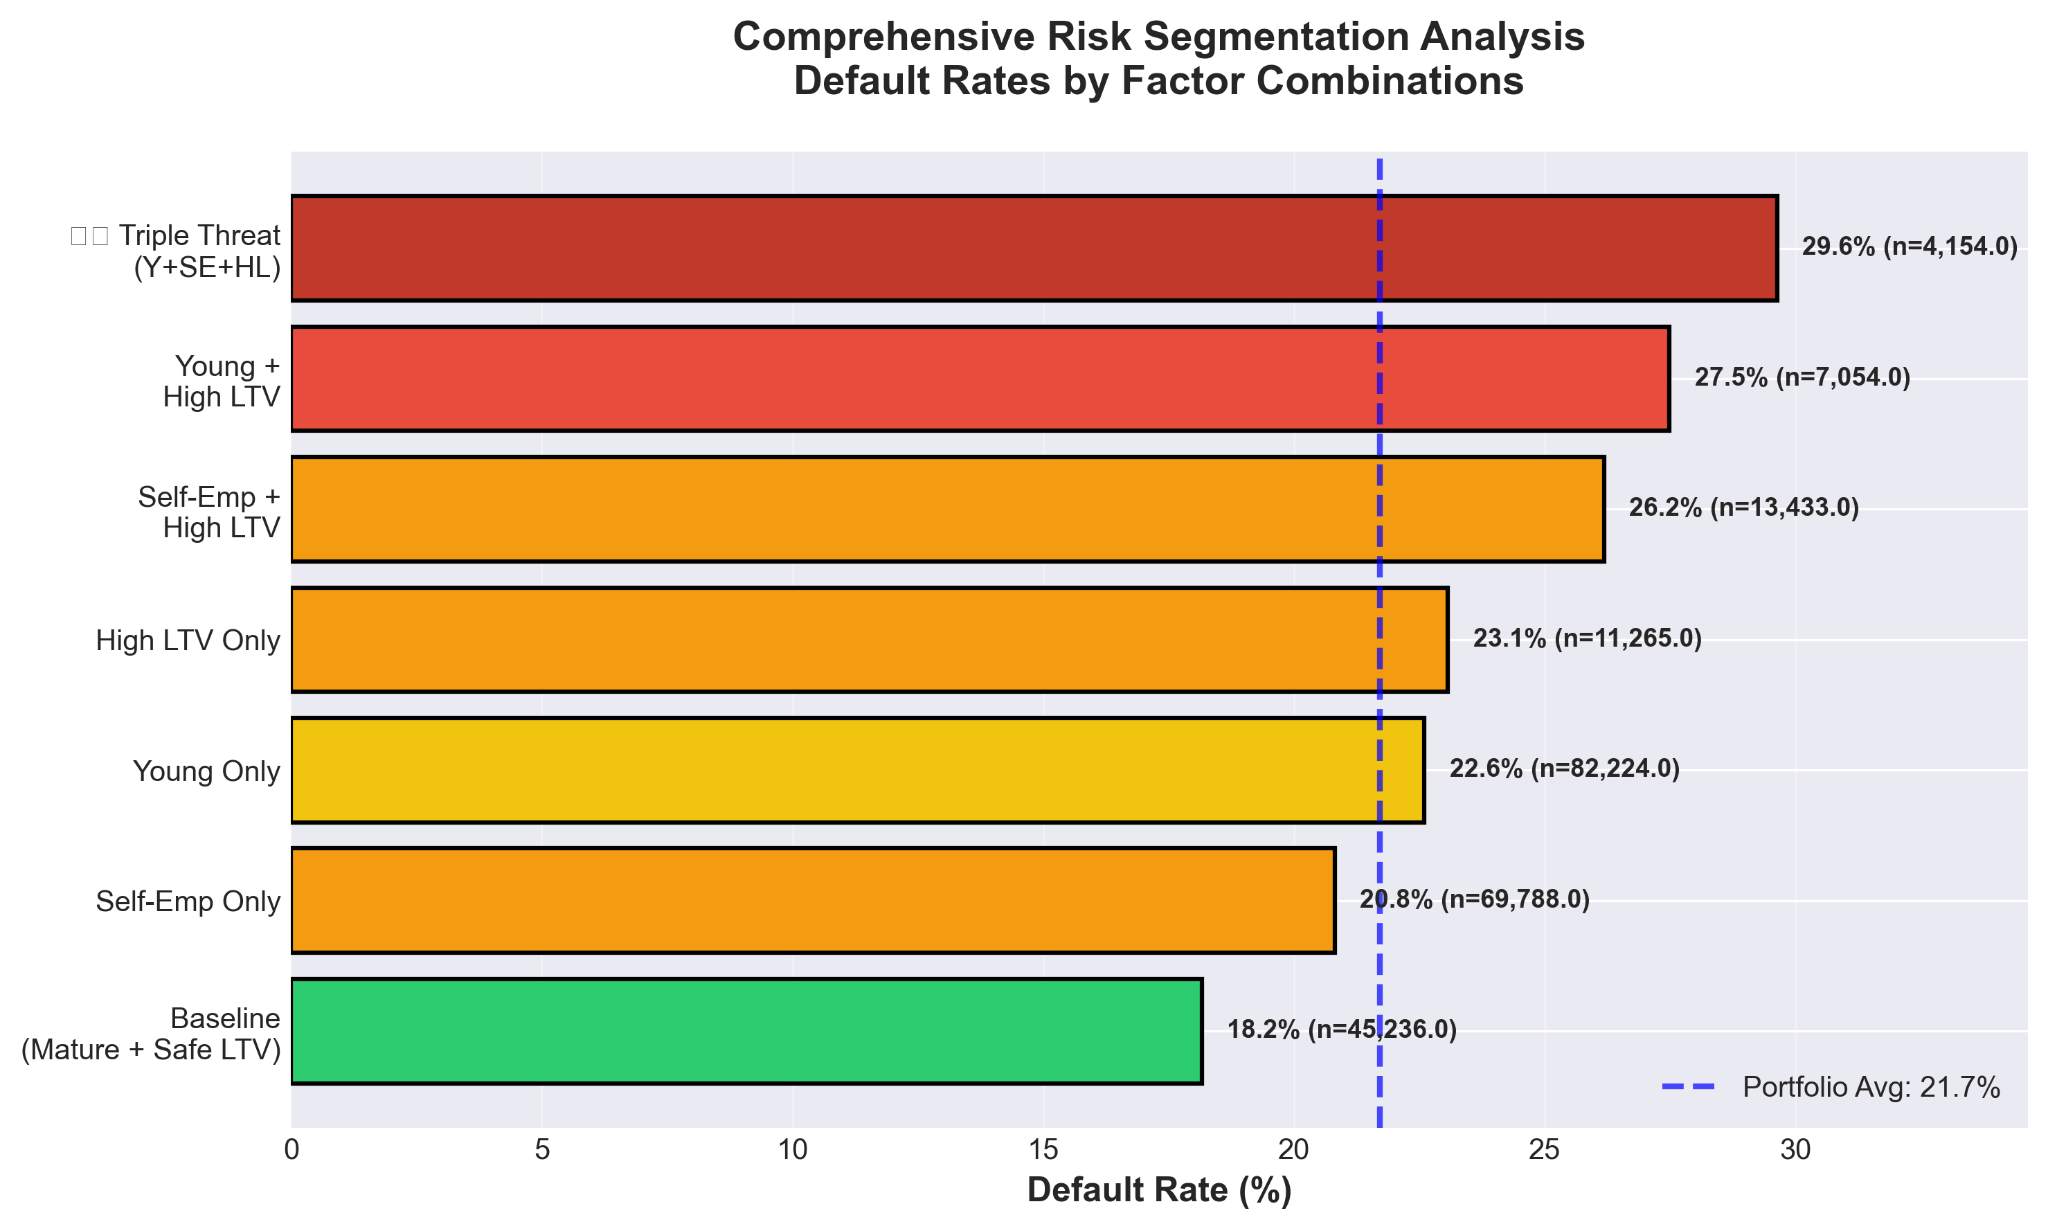 Comprehensive Risk Segmentation Analysis
Default Rates by Factor Combinations
Triple Threat
(Y+SE+HL)
29.6% (n=4,154.0)
Young +
High LTV
27.5% (n=7,054.0)
Self-Emp +
High LTV
26.2% (n=13,433.0)
High LTV Only
23.1% (n=11,265.0)
Young Only
22.6% (n=82,224.0)
Self-Emp Only
20.8% (n=69,788.0)
Baseline
(Mature + Safe LTV)
18.2% (n=45,236.0)
Portfolio Avg: 21.7%
0 5 10 15 20 25 30
Default Rate (%)